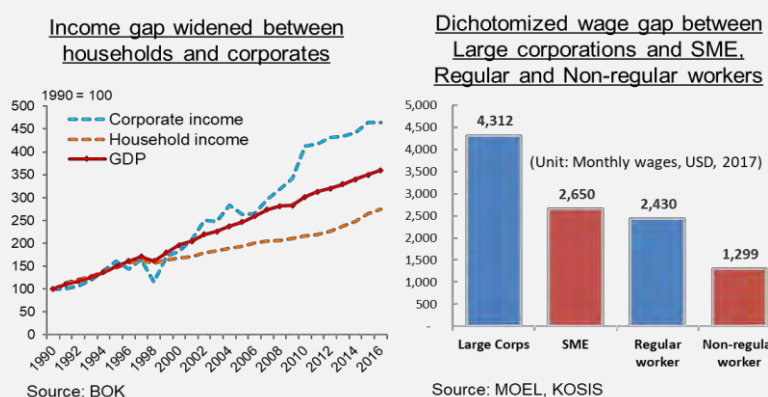 Income gap widened between
households and corporates
1990 = 100
500
450
400
350
300
250
200
150
100
50
0
Corporate income
Household income
GDP
1990 1992 1994 1996 1998 2000 2002 2004 2006 2008 2010 2012 2014 2016
Source: BOK
Dichotomized wage gap between
Large corporations and SME,
Regular and Non-regular workers
5,000
4,500
4,000
3,500
3,000
2,500
2,000
1,500
1,000
500
-
4,312
(Unit: Monthly wages, USD, 2017)
2,650
2,430
1,299
Large Corps SME Regular Non-regula
worker worker
Source: MOEL, KOSIS